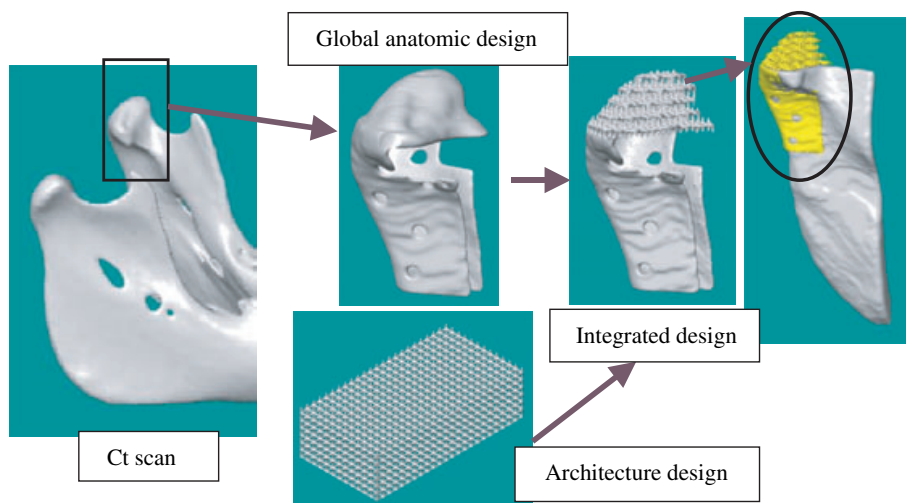 Global anatomic design
Integrated design
Ct scan
Architecture design